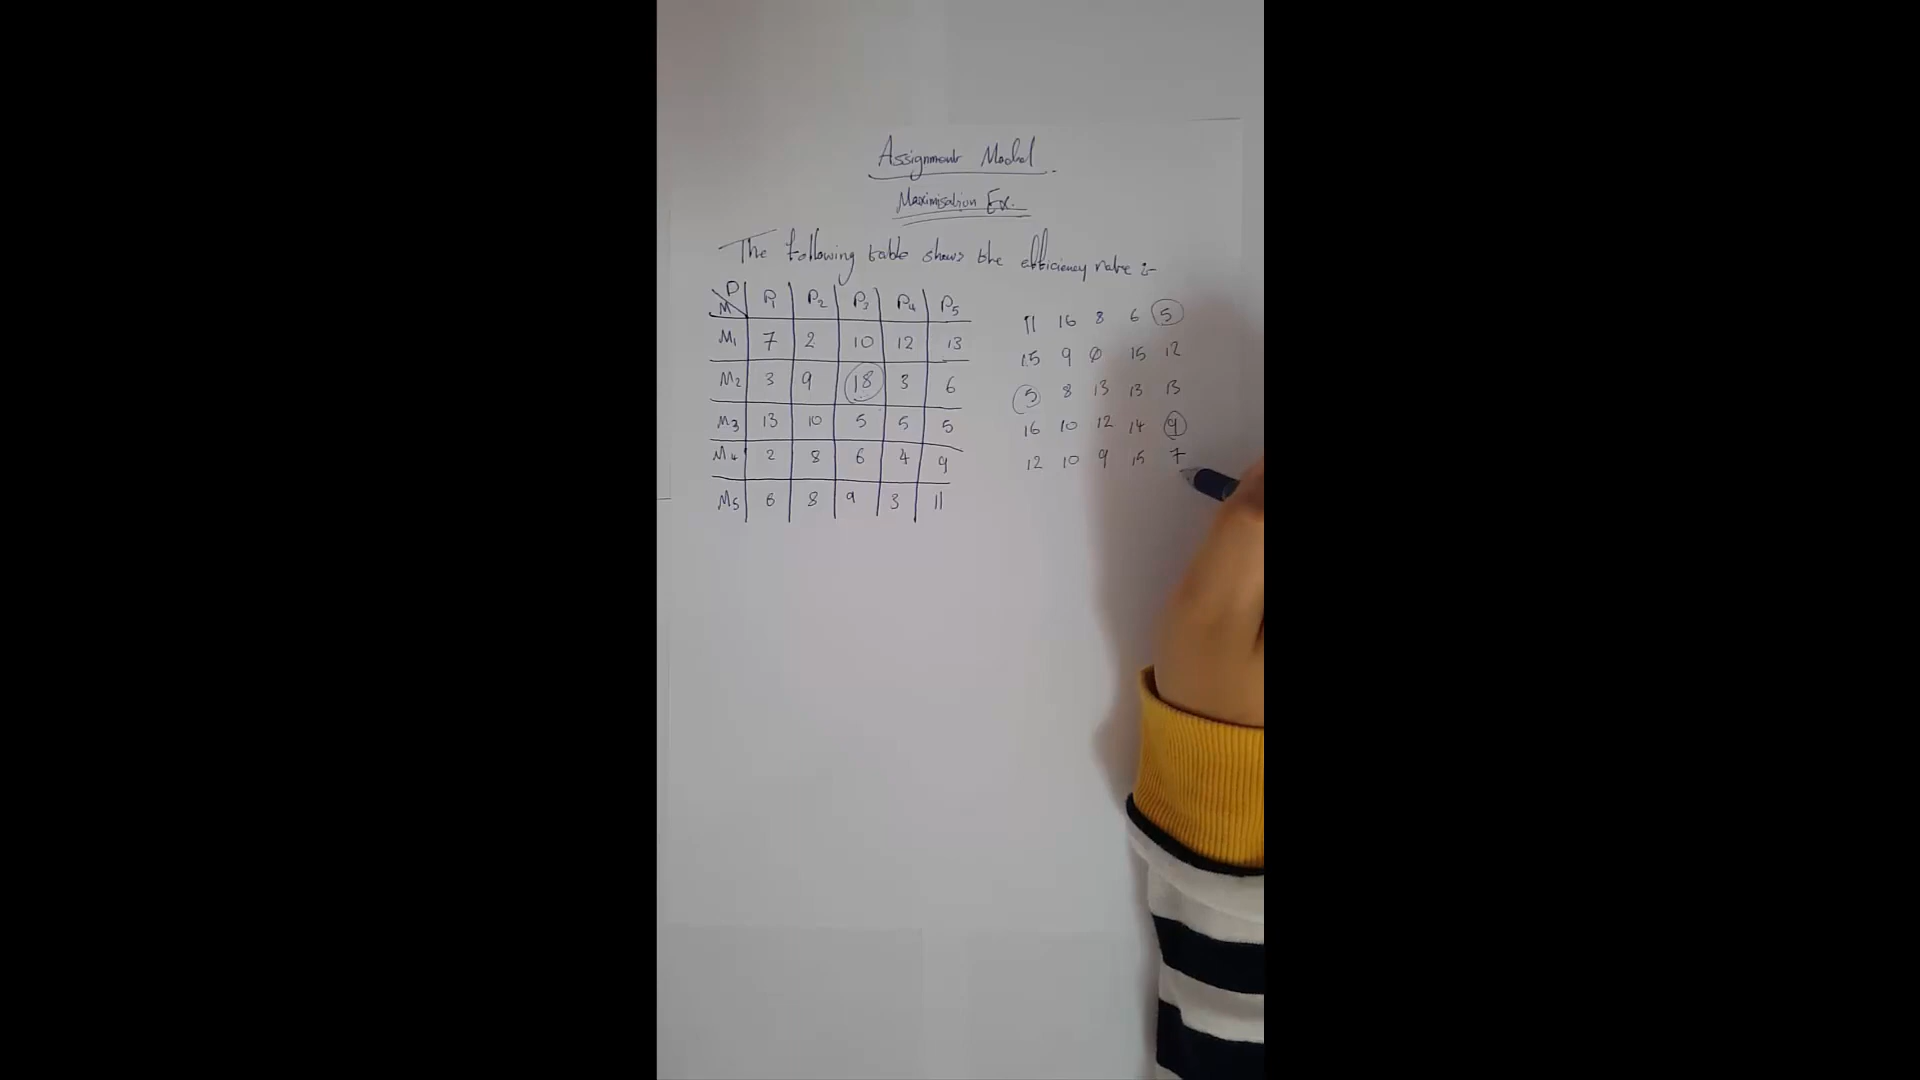 Assignment Model
Maximisation Ex.
The following table shows the efficiency rate :-
P
M P1 P2 P3 P4 P5
M1 7 2 10 12 13
M2 3 9 18 3 6
M3 13 10 5 5 5
M4 2 8 6 4 9
M5 6 8 9 3 11
11 16 8 6 5
15 9 0 15 12
5 8 13 13 13
16 10 12 14 9
12 10 9 15 7